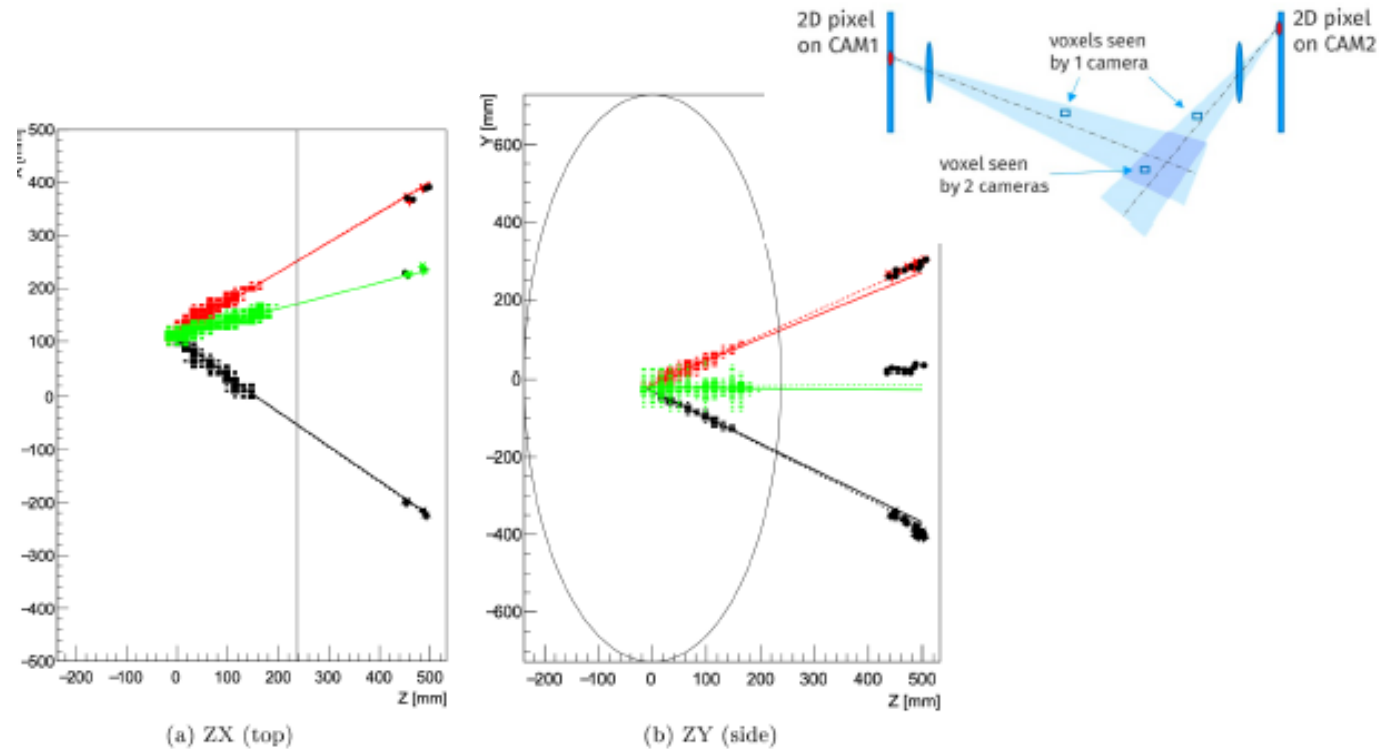 2D pixel
on CAM1
2D pixel
on CAM2
voxels seen
by 1 camera
voxel seen
by 2 cameras
500
400
300
200
100
0
−100
−200
−300
−400
−500
−200 −100 0 100 200 300 400 500
Z [mm]
(a) ZX (top)
Y [mm]
600
400
200
0
−200
−400
−600
−200 −100 0 100 200 300 400 500
Z [mm]
(b) ZY (side)